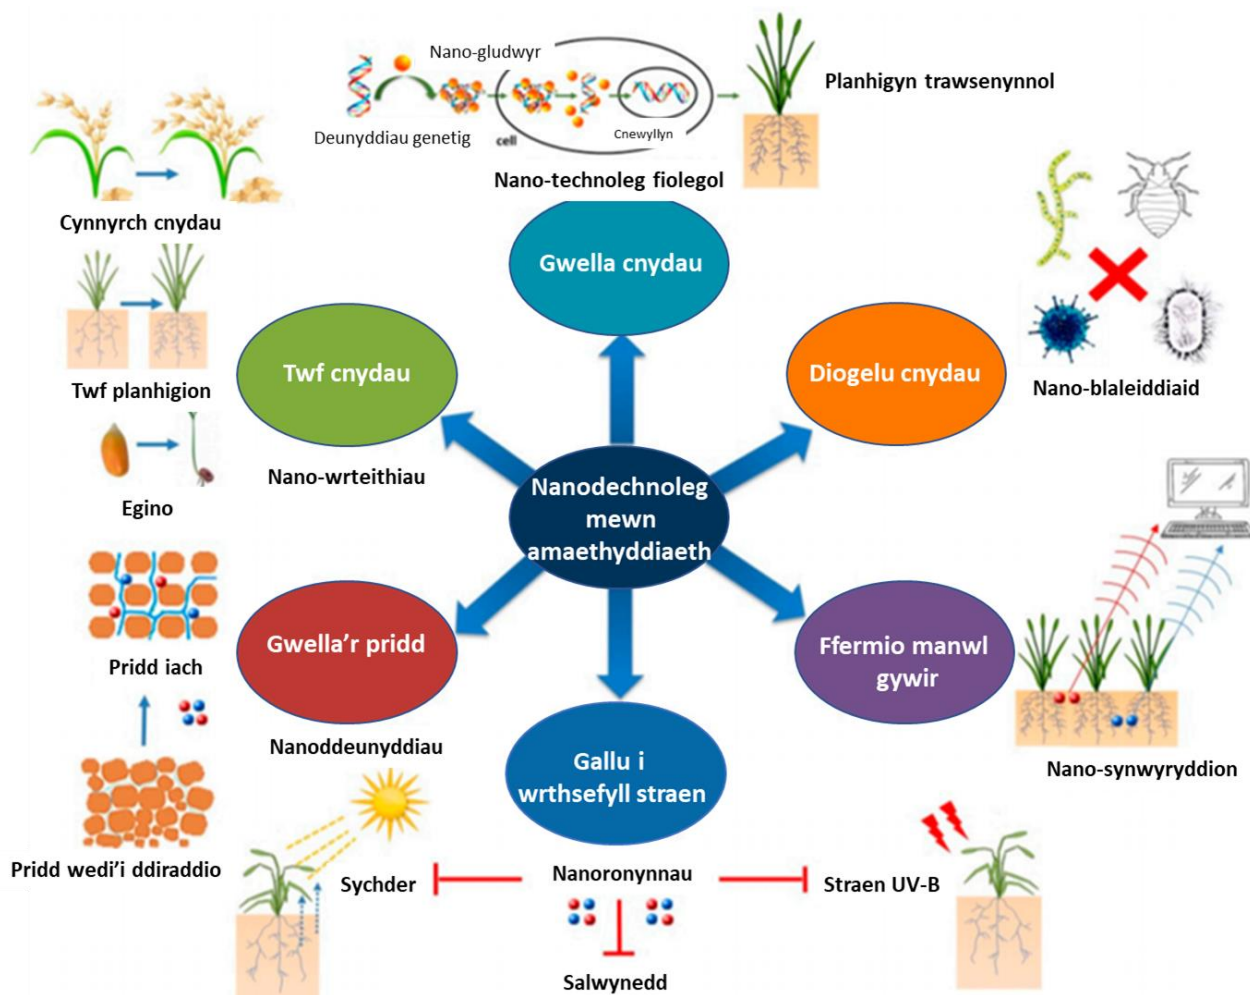 Nano-gludwyr
Planhigyn trawsenynnol
Deunyddiau genetig
cell
Cnewyllyn
Nano-technoleg fiolegol
Cynnyrch cnydau
Gwella cnydau
Twf cnydau
Diogelu cnydau
Twf planhigion
Nano-blaleiddiaid
Nano-wrteithiau
Egino
Nanodechnoleg
mewn
amaethyddiaeth
Gwella’r pridd
Ffermio manwl
gywir
Pridd iach
Nanoddeunyddiau
Gallu i
wrthsefyll straen
Nano-synwyryddion
Pridd wedi’i ddiraddio
Sychder
Nanoronynnau
Straen UV-B
Salwynedd